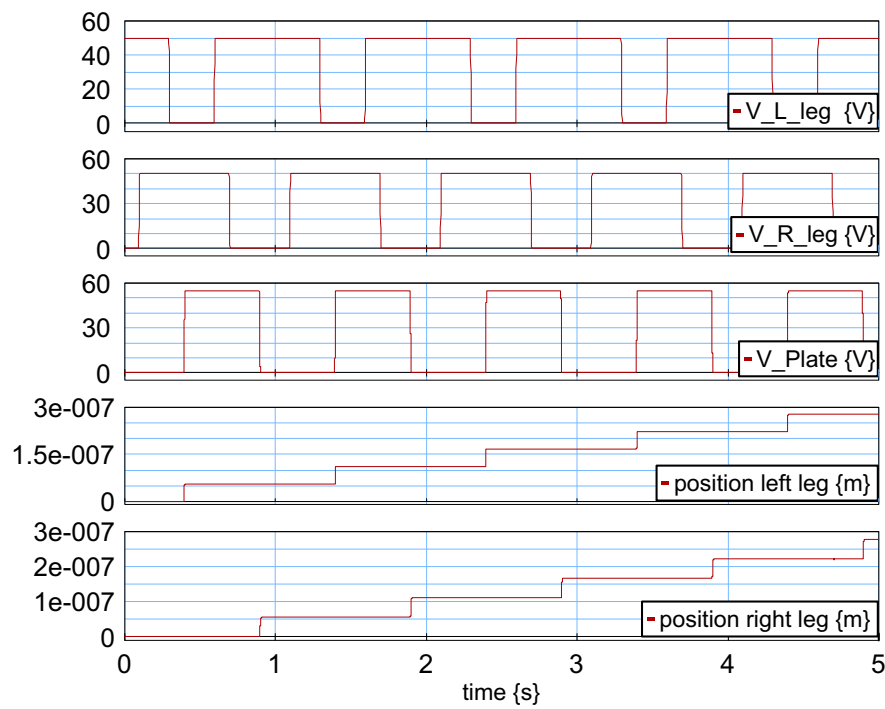 60
40
20
0
V_L_leg {V}
60
30
0
V_R_leg {V}
60
30
0
V_Plate {V}
3e-007
1.5e-007
0
position left leg {m}
3e-007
2e-007
1e-007
0
position right leg {m}
0 1 2 3 4 5
time {s}